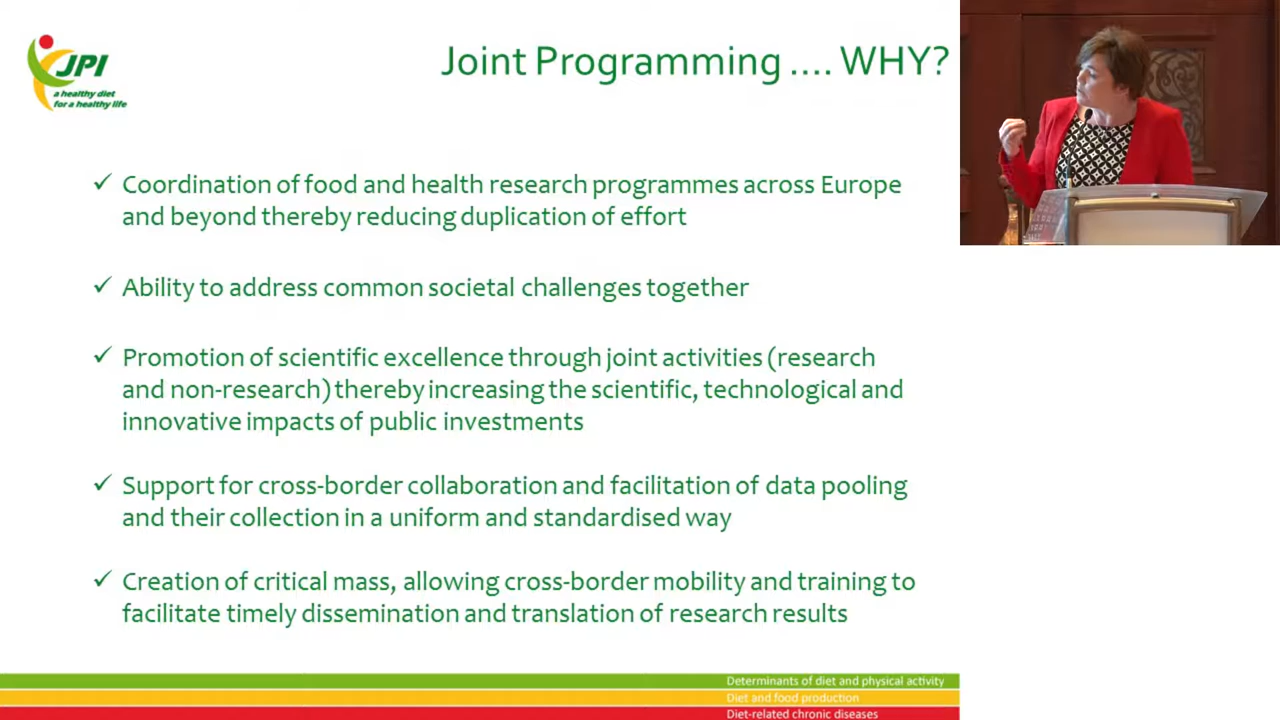 JPI
a healthy diet
for a healthy life
Joint Programming .... WHY?
✓ Coordination of food and health research programmes across Europe
and beyond thereby reducing duplication of effort
✓ Ability to address common societal challenges together
✓ Promotion of scientific excellence through joint activities (research
and non-research) thereby increasing the scientific, technological and
innovative impacts of public investments
✓ Support for cross-border collaboration and facilitation of data pooling
and their collection in a uniform and standardised way
✓ Creation of critical mass, allowing cross-border mobility and training to
facilitate timely dissemination and translation of research results
Determinants of diet and physical activity
Diet and food production
Diet-related chronic diseases